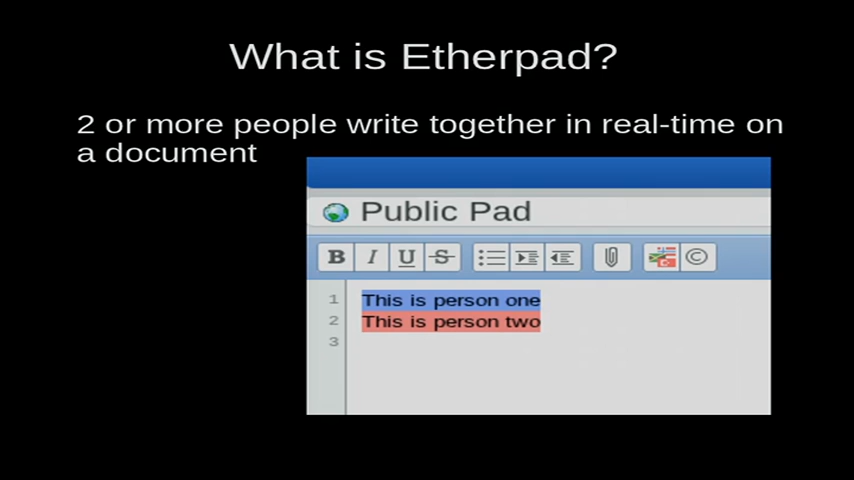 What is Etherpad?
2 or more people write together in real-time on
a document
Public Pad
B I U S ©
1 This is person one
2 This is person two
3